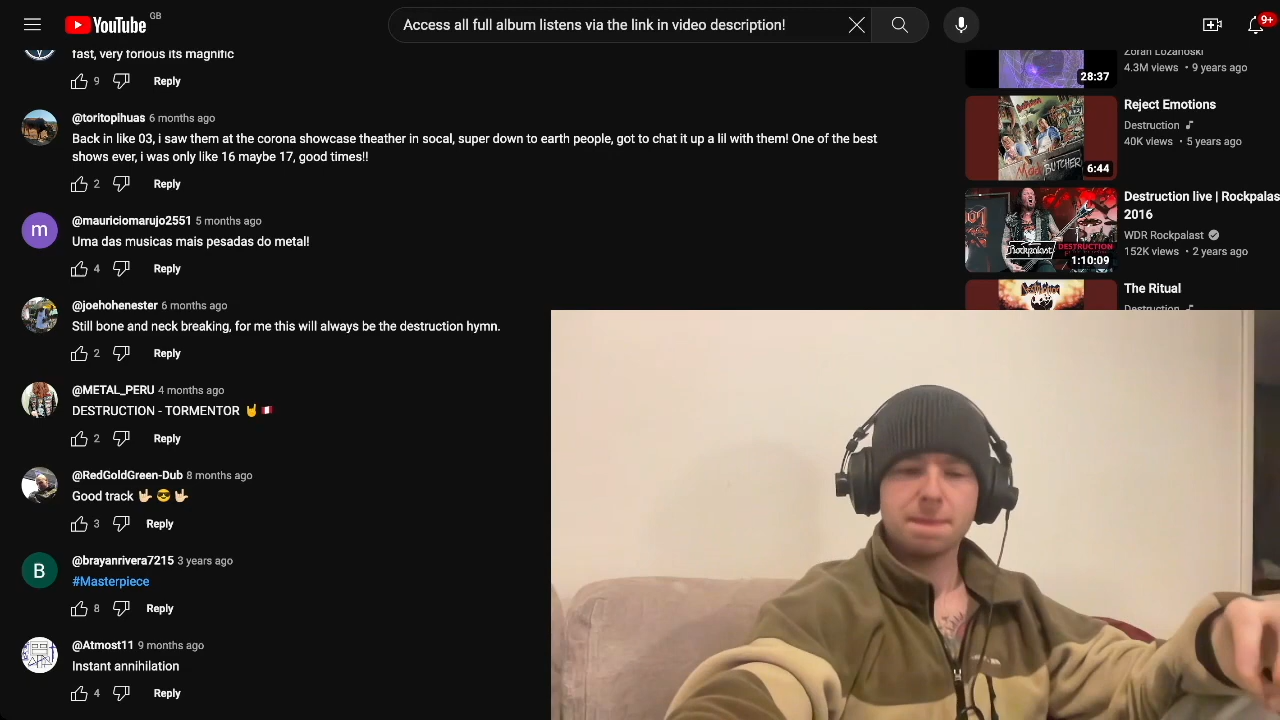 YouTube GB
Access all full album listens via the link in video description!
9+
fast, very forious its magnific
9 Reply
@toritopihuas 6 months ago
Back in like 03, i saw them at the corona showcase theather in socal, super down to earth people, got to chat it up a lil with them! One of the best
shows ever, i was only like 16 maybe 17, good times!!
2 Reply
m
@mauriciomarujo2551 5 months ago
Uma das musicas mais pesadas do metal!
4 Reply
@joehohenester 6 months ago
Still bone and neck breaking, for me this will always be the destruction hymn.
2 Reply
@METAL_PERU 4 months ago
DESTRUCTION - TORMENTOR 🤘🇵🇪
2 Reply
@RedGoldGreen-Dub 8 months ago
Good track 🤟😎🤟
3 Reply
B
@brayanrivera7215 3 years ago
#Masterpiece
8 Reply
@Atmost11 9 months ago
Instant annihilation
4 Reply
Zoran Lozanoski
4.3M views • 9 years ago
28:37
Reject Emotions
Destruction
40K views • 5 years ago
MAD BUTCHER
6:44
Destruction live | Rockpalas
2016
WDR Rockpalast
152K views • 2 years ago
Rockpalast
DESTRUCTION
1:10:09
The Ritual
Destruction